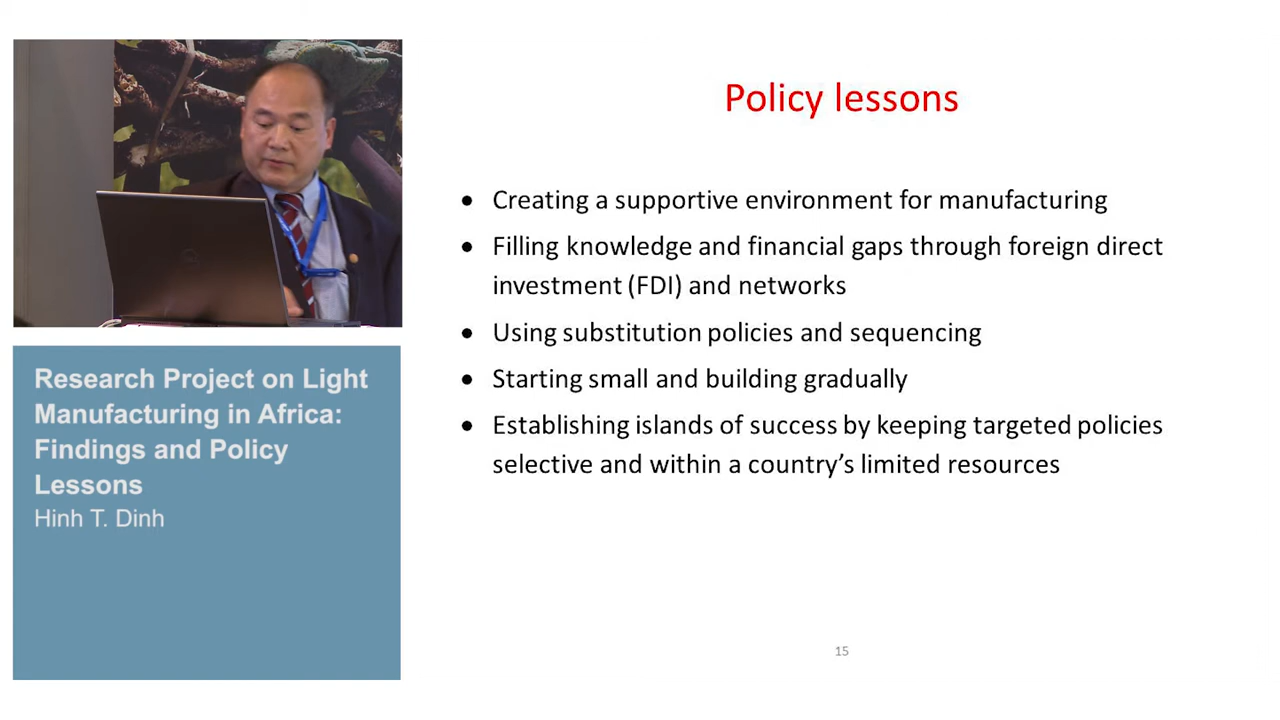 Policy lessons
• Creating a supportive environment for manufacturing
• Filling knowledge and financial gaps through foreign direct
investment (FDI) and networks
• Using substitution policies and sequencing
• Starting small and building gradually
• Establishing islands of success by keeping targeted policies
selective and within a country’s limited resources
Research Project on Light
Manufacturing in Africa:
Findings and Policy
Lessons
Hinh T. Dinh
15